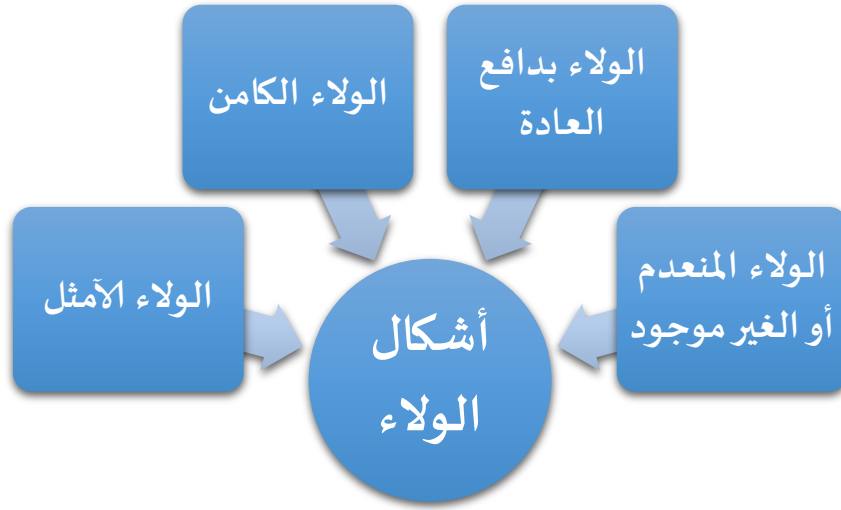 الولاء بدافع
العادة
الولاء الكامن
الولاء المنعدم
أو الغير موجود
الولاء الآمثل
أشكال
الولاء